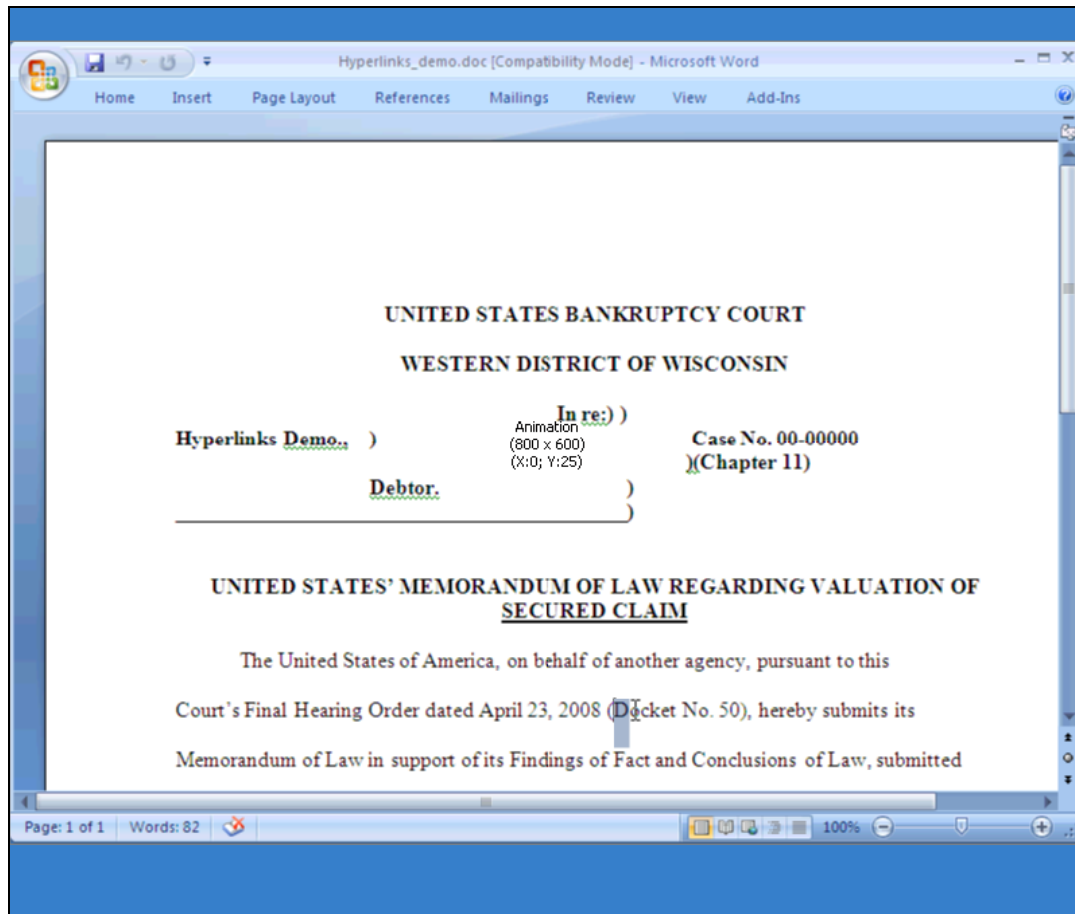 Hyperlinks_demo.doc [Compatibility Mode] - Microsoft Word
Home Insert Page Layout References Mailings Review View Add-Ins
UNITED STATES BANKRUPTCY COURT
WESTERN DISTRICT OF WISCONSIN
In re:) )
Animation
Hyperlinks Demo., ) (800 x 600) Case No. 00-00000
(X:0; Y:25) )(Chapter 11)
Debtor. )
)
UNITED STATES’ MEMORANDUM OF LAW REGARDING VALUATION OF
SECURED CLAIM
The United States of America, on behalf of another agency, pursuant to this
Court’s Final Hearing Order dated April 23, 2008 (Docket No. 50), hereby submits its
Memorandum of Law in support of its Findings of Fact and Conclusions of Law, submitted
Page: 1 of 1 Words: 82 100%